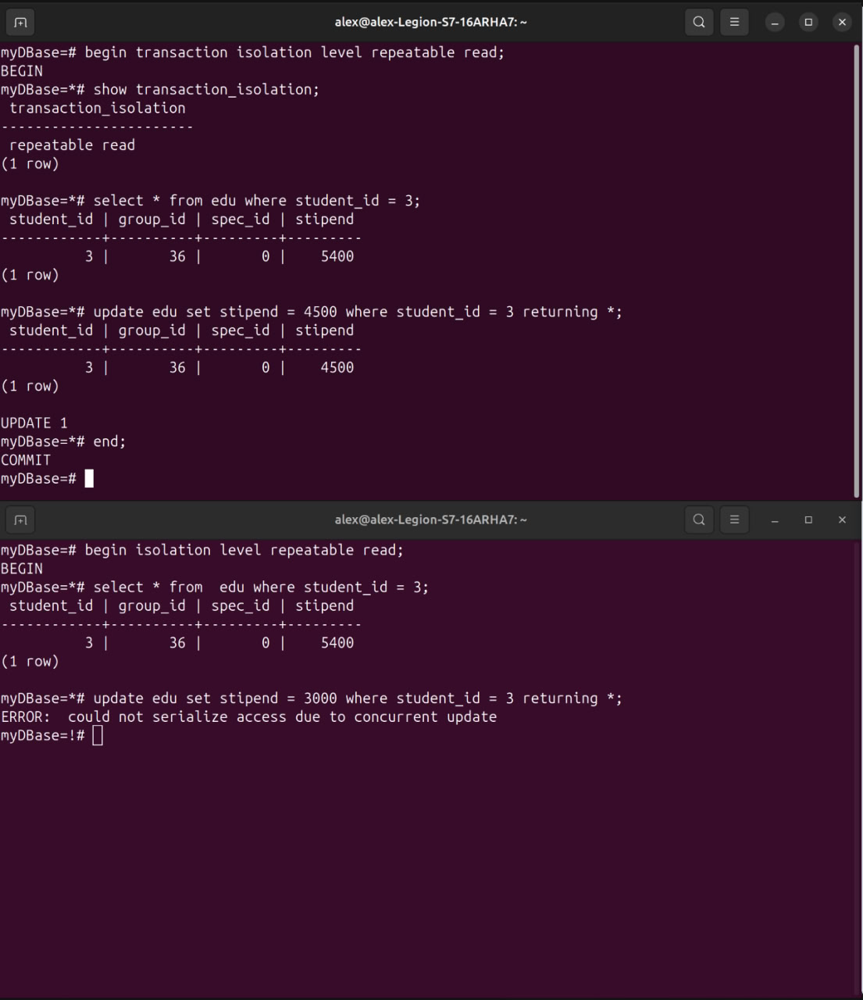 alex@alex-Legion-S7-16ARHA7: ~
myDBase=# begin transaction isolation level repeatable read;
BEGIN
myDBase=*# show transaction_isolation;
 transaction_isolation
-----------------------
 repeatable read
(1 row)

myDBase=*# select * from edu where student_id = 3;
 student_id | group_id | spec_id | stipend
------------+----------+---------+---------
          3 |       36 |       0 |    5400
(1 row)

myDBase=*# update edu set stipend = 4500 where student_id = 3 returning *;
 student_id | group_id | spec_id | stipend
------------+----------+---------+---------
          3 |       36 |       0 |    4500
(1 row)

UPDATE 1
myDBase=*# end;
COMMIT
myDBase=#
alex@alex-Legion-S7-16ARHA7: ~
myDBase=# begin isolation level repeatable read;
BEGIN
myDBase=*# select * from  edu where student_id = 3;
 student_id | group_id | spec_id | stipend
------------+----------+---------+---------
          3 |       36 |       0 |    5400
(1 row)

myDBase=*# update edu set stipend = 3000 where student_id = 3 returning *;
ERROR:  could not serialize access due to concurrent update
myDBase=!#